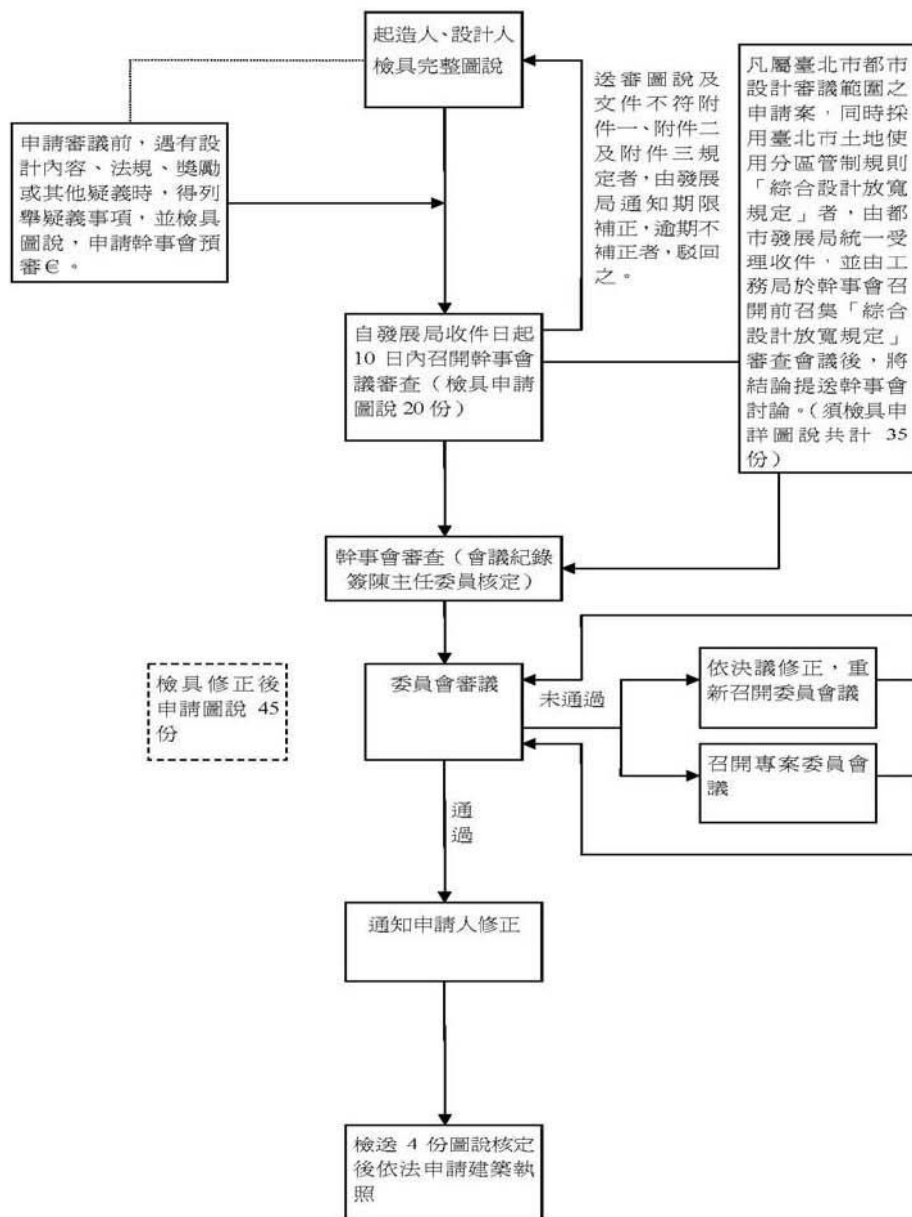 起造人、設計人
檢具完整圖說
申請審議前，遇有設
計內容、法規、獎勵
或其他疑義時，得列
舉疑義事項，並檢具
圖說，申請幹事會預
審€。
送審圖說及
文件不符附
件一、附件二
及附件三規
定者，由發展
局通知期限
補正，逾期不
補正者，駁回
之。
凡屬臺北市都市
設計審議範圍之
申請案，同時採
用臺北市土地使
用分區管制規則
「綜合設計放寬
規定」者，由都
市發展局統一受
理收件，並由工
務局於幹事會召
開前召集「綜合
設計放寬規定」
審查會議後，將
結論提送幹事會
討論。（須檢具申
詳圖說共計 35
份）
自發展局收件日起
10 日內召開幹事會
議審查（檢具申請
圖說 20 份）
幹事會審查（會議紀錄
簽陳主任委員核定）
檢具修正後
申請圖說 45
份
委員會審議
未通過
依決議修正，重
新召開委員會議
召開專案委員會
議
通
過
通知申請人修正
檢送 4 份圖說核定
後依法申請建築執
照